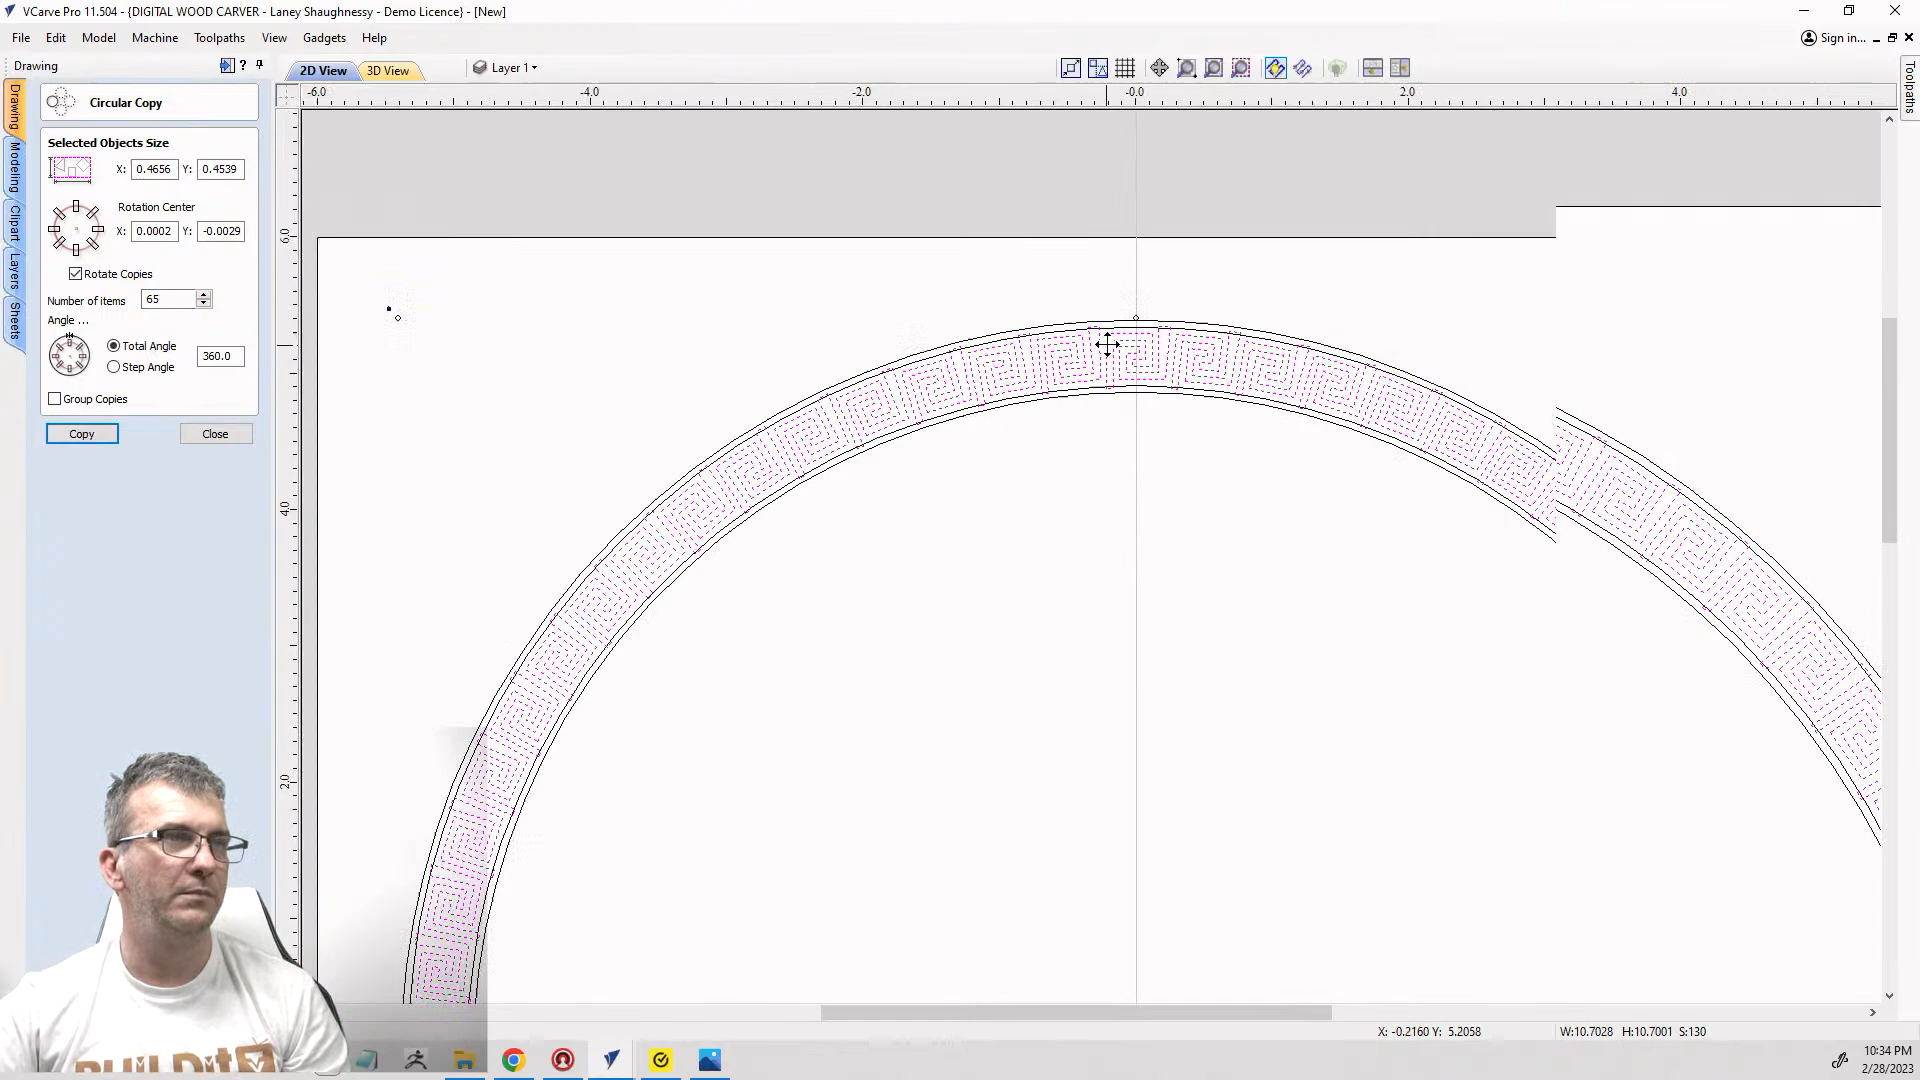 VCarve Pro 11.504 - {DIGITAL WOOD CARVER - Laney Shaughnessy - Demo Licence} - [New]
File Edit Model Machine Toolpaths View Gadgets Help
Sign in...
Drawing
2D View
3D View
Layer 1
Toolpaths
Drawing
Modeling
Clipart
Layers
Sheets
Circular Copy
Selected Objects Size
X: 0.4656 Y: 0.4539
Rotation Center
X: 0.0002 Y: -0.0029
Rotate Copies
Number of items 65
Angle ...
Total Angle
Step Angle
360.0
Group Copies
Copy
Close
-6.0 -4.0 -2.0 -0.0 2.0 4.0
6.0
4.0
2.0
X: -0.2160 Y: 5.2058
W:10.7028 H:10.7001 S:130
10:34 PM
2/28/2023